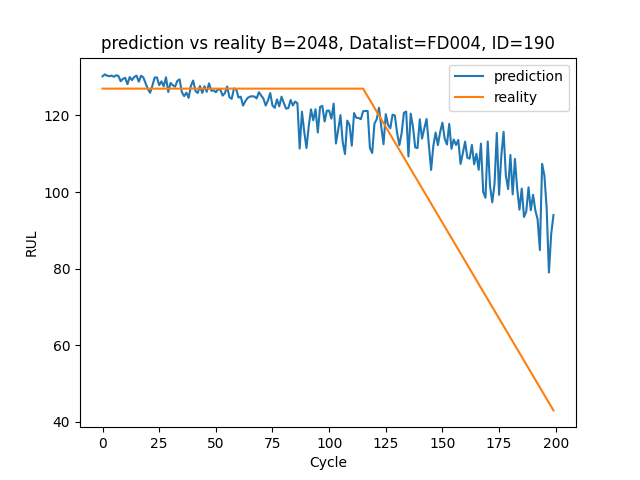 prediction vs reality B=2048, Datalist=FD004, ID=190
prediction
reality
120
100
80
60
40
RUL
0 25 50 75 100 125 150 175 200
Cycle